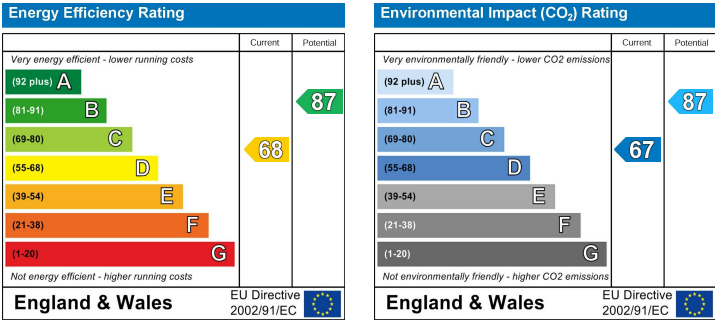 Energy Efficiency Rating
Current Potential
Very energy efficient - lower running costs
(92 plus) A
87
(81-91) B
(69-80) C
68
(55-68) D
(39-54) E
(21-38) F
(1-20) G
Not energy efficient - higher running costs
England & Wales
EU Directive
2002/91/EC
Environmental Impact (CO₂) Rating
Current Potential
Very environmentally friendly - lower CO2 emissions
(92 plus) A
87
(81-91) B
(69-80) C
67
(55-68) D
(39-54) E
(21-38) F
(1-20) G
Not environmentally friendly - higher CO2 emissions
England & Wales
EU Directive
2002/91/EC